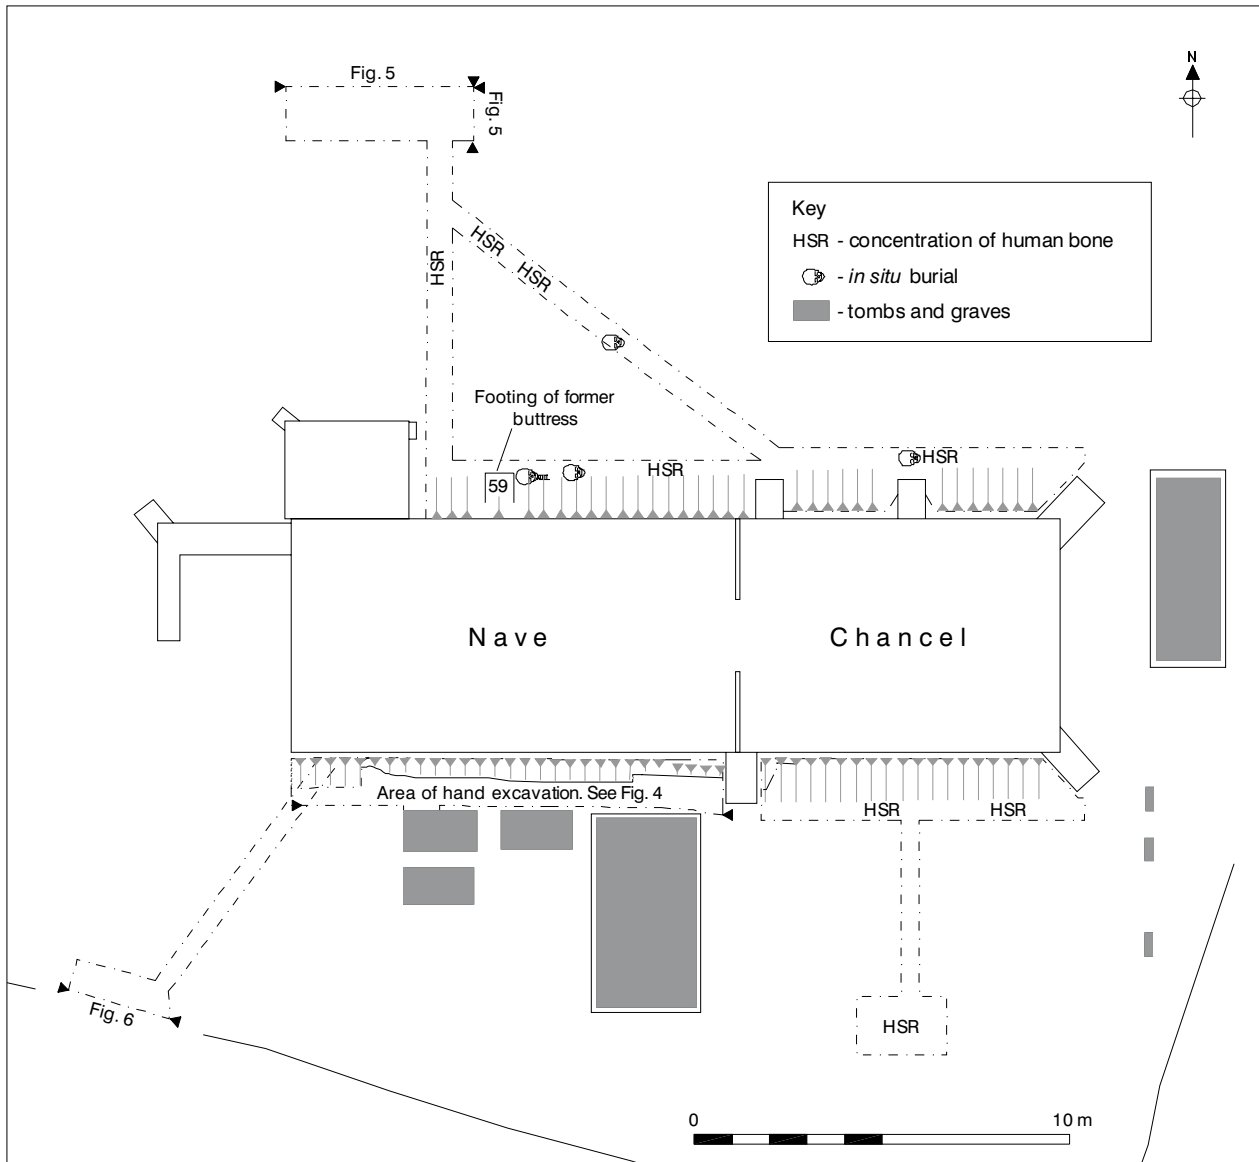 Fig. 5
Fig. 5
N
Key
HSR - concentration of human bone
- in situ burial
- tombs and graves
HSR
HSR
HSR
Footing of former
buttress
59
HSR
HSR
Nave
Chancel
Area of hand excavation. See Fig. 4
HSR
HSR
Fig. 6
HSR
0
10 m